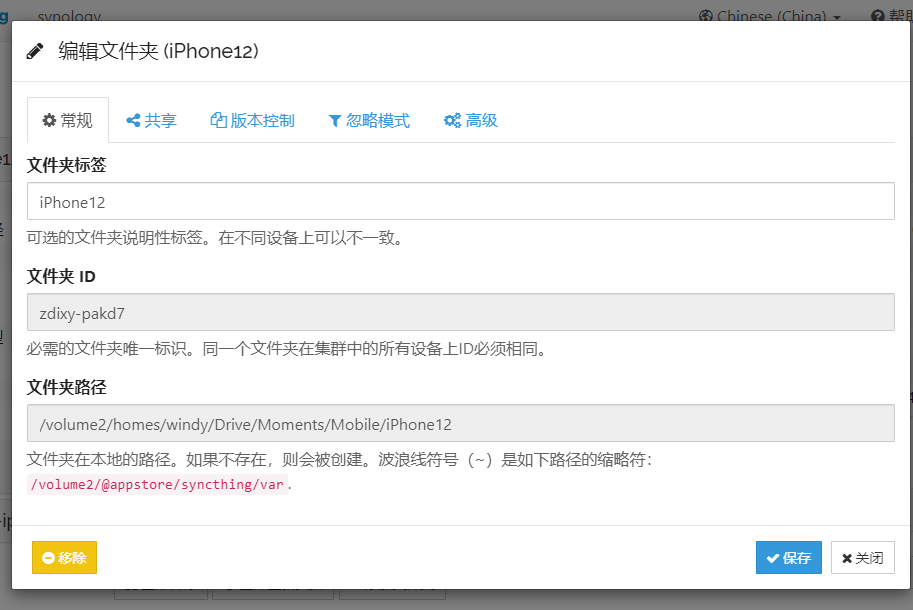 synology
Chinese (China)
帮助
编辑文件夹 (iPhone12)
常规 共享 版本控制 忽略模式 高级
文件夹标签
iPhone12
可选的文件夹说明性标签。在不同设备上可以不一致。
文件夹 ID
zdixy-pakd7
必需的文件夹唯一标识。同一个文件夹在集群中的所有设备上ID必须相同。
文件夹路径
/volume2/homes/windy/Drive/Moments/Mobile/iPhone12
文件夹在本地的路径。如果不存在，则会被创建。波浪线符号（~）是如下路径的缩略符：
/volume2/@appstore/syncthing/var.
移除 保存 关闭